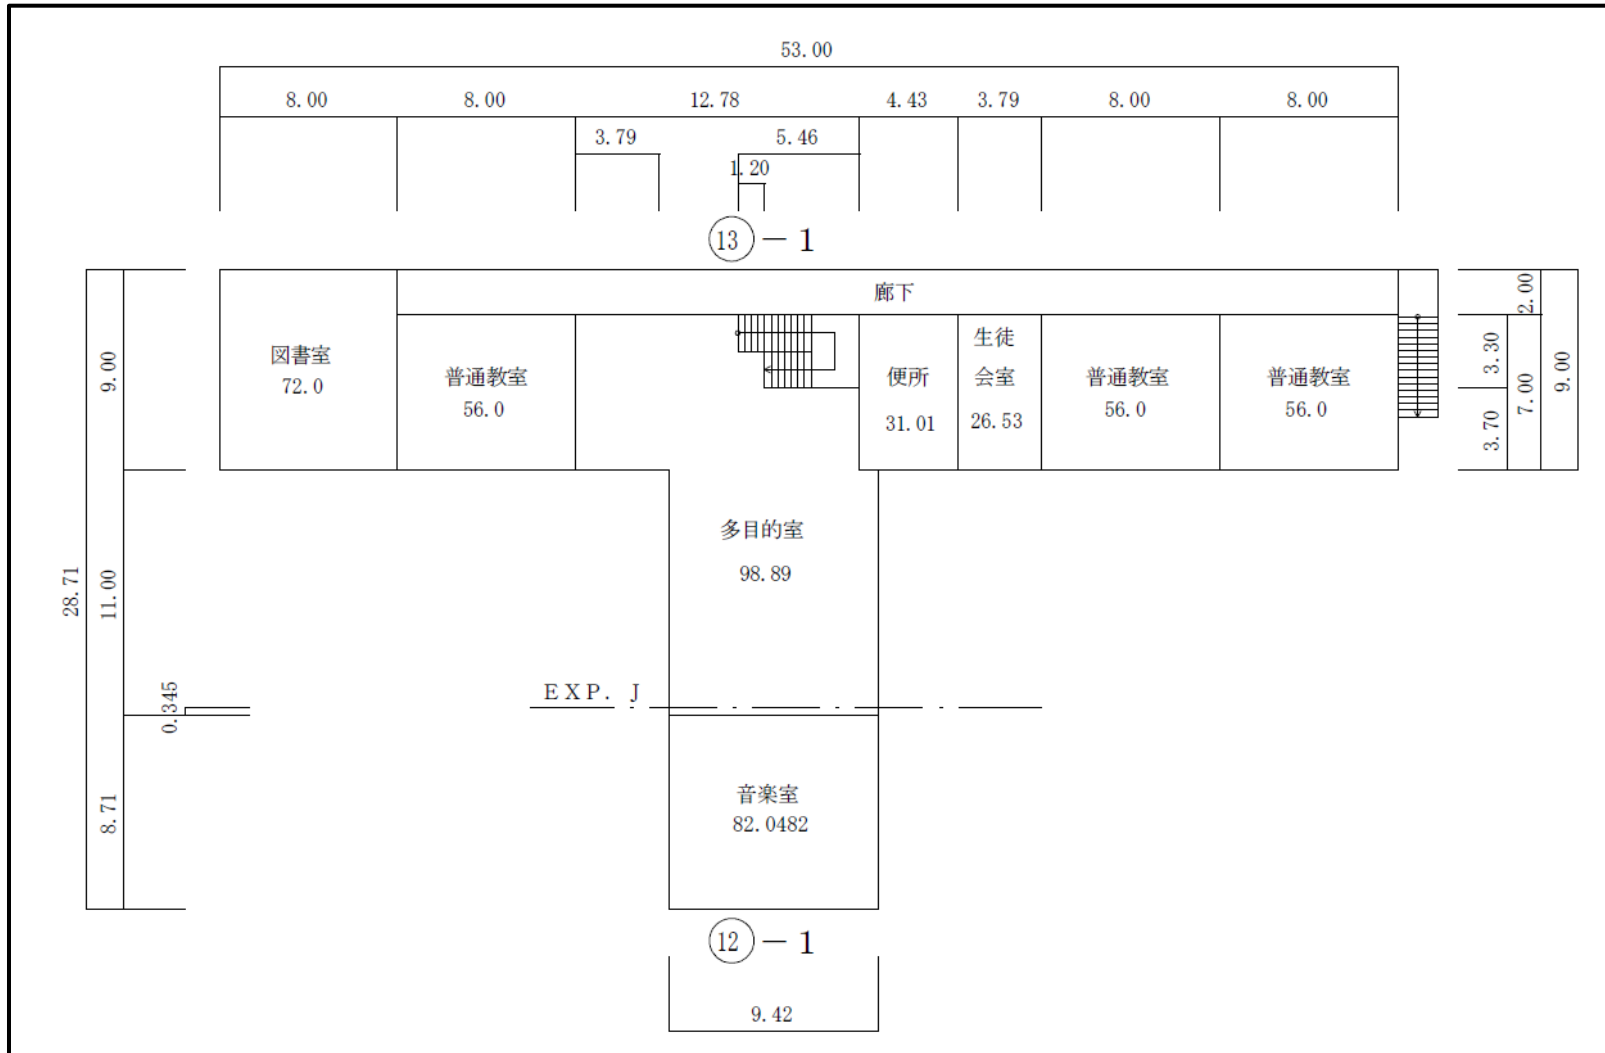 53.00
8.00 8.00 12.78 4.43 3.79 8.00 8.00
3.79 5.46
1.20
13 － 1
廊下
図書室
72.0
普通教室
56.0
便所
31.01
生徒
会室
26.53
普通教室
56.0
普通教室
56.0
2.00
3.30
3.70
7.00
9.00
9.00
11.00
28.71
0.345
8.71
多目的室
98.89
EXP. J
音楽室
82.0482
12 － 1
9.42